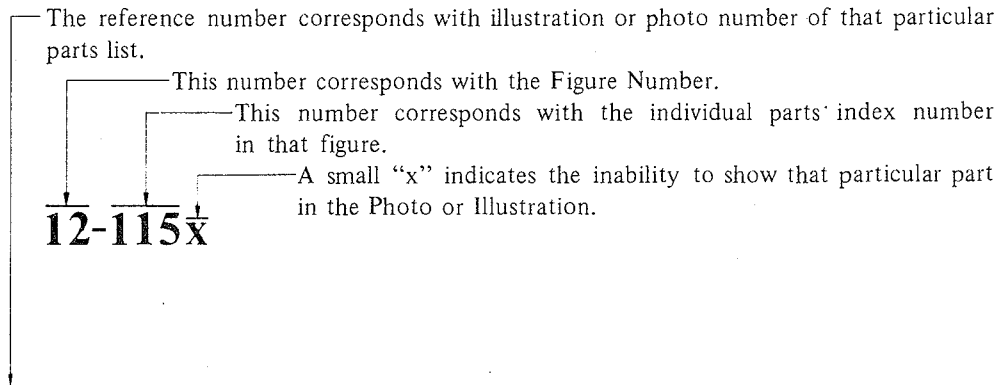 The reference number corresponds with illustration or photo number of that particular
parts list.
This number corresponds with the Figure Number.
This number corresponds with the individual parts index number
in that figure.
A small “x” indicates the inability to show that particular part
in the Photo or Illustration.
12-115x